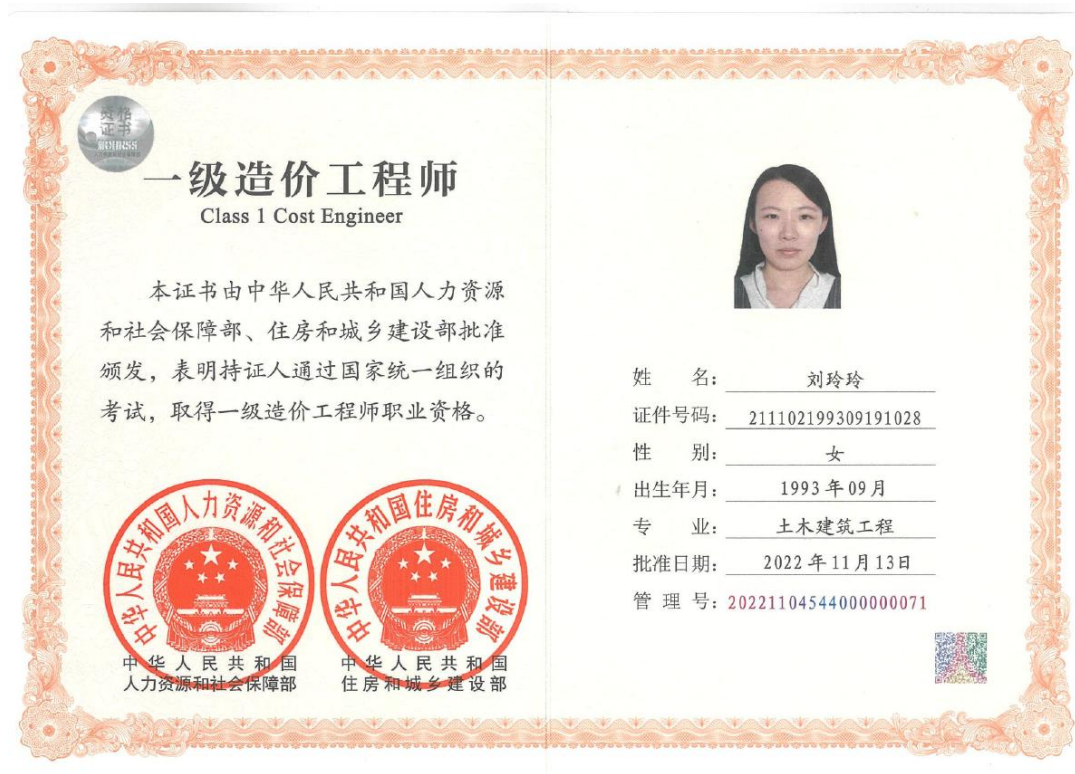 资格
证书
MOHRSS
一级造价工程师
Class 1 Cost Engineer
本证书由中华人民共和国人力资源
和社会保障部、住房和城乡建设部批准
颁发，表明持证人通过国家统一组织的
考试，取得一级造价工程师职业资格。
中华人民共和国人力资源和社会保障部
中华人民共和国住房和城乡建设部
中华人民共和国
人力资源和社会保障部
中华人民共和国
住房和城乡建设部
姓 名：刘玲玲
证件号码：211102199309191028
性 别：女
出生年月：1993年09月
专 业：土木建筑工程
批准日期：2022年11月13日
管 理 号：20221104544000000071